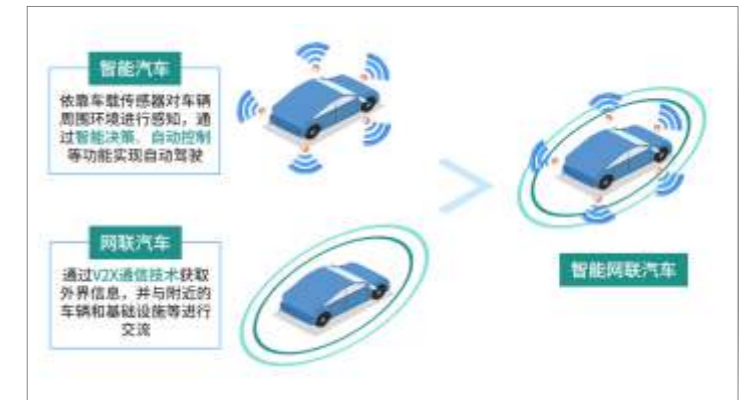 智能汽车
依靠车载传感器对车辆
周围环境进行感知，通
过智能决策、自动控制
等功能实现自动驾驶
网联汽车
通过V2X通信技术获取
外界信息，并与附近的
车辆和基础设施等进行
交流
智能网联汽车